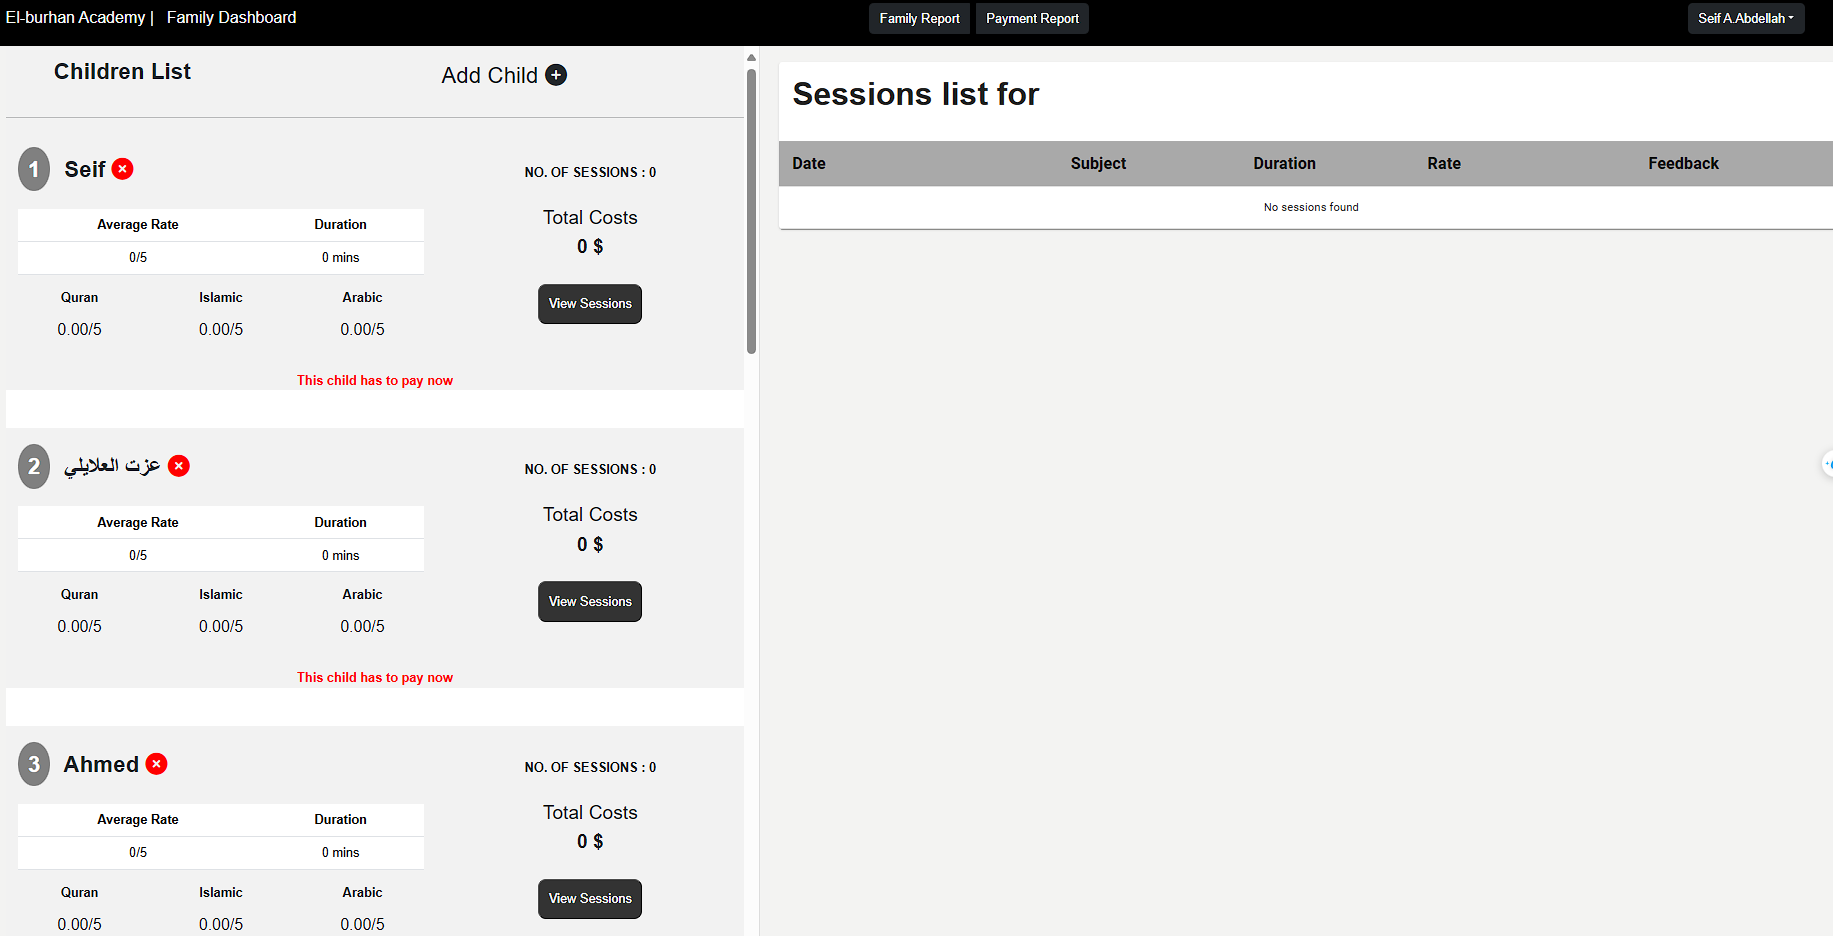 El-burhan Academy | Family Dashboard
Family Report Payment Report
Seif A.Abdellah
Children List
Add Child
1 Seif
NO. OF SESSIONS : 0
Average Rate Duration
0/5 0 mins
Total Costs
0 $
Quran Islamic Arabic
0.00/5 0.00/5 0.00/5
View Sessions
This child has to pay now
2 عزت العلايلي
NO. OF SESSIONS : 0
Average Rate Duration
0/5 0 mins
Total Costs
0 $
Quran Islamic Arabic
0.00/5 0.00/5 0.00/5
View Sessions
This child has to pay now
3 Ahmed
NO. OF SESSIONS : 0
Average Rate Duration
0/5 0 mins
Total Costs
0 $
Quran Islamic Arabic
0.00/5 0.00/5 0.00/5
View Sessions
Sessions list for
Date Subject Duration Rate Feedback
No sessions found